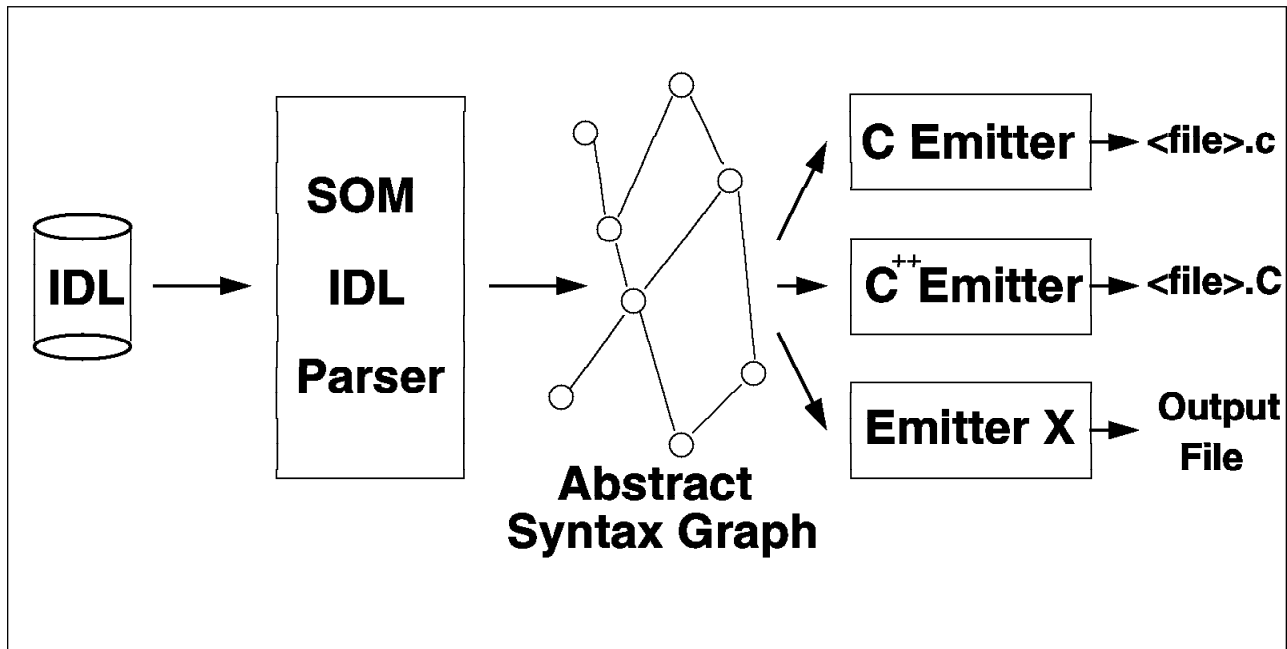 IDL
SOM
IDL
Parser
Abstract
Syntax Graph
C Emitter
<file>.c
C++ Emitter
<file>.C
Emitter X
Output
File